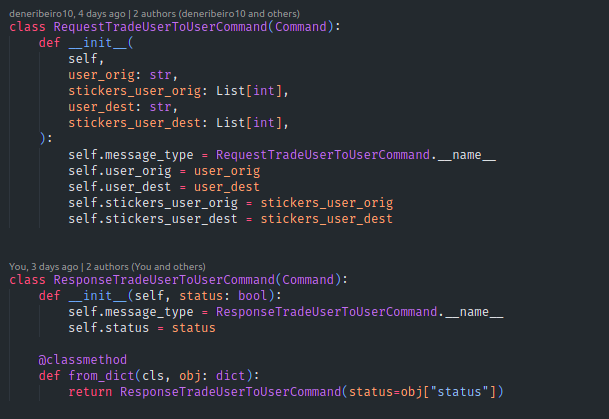 deneribeiro10, 4 days ago | 2 authors (deneribeiro10 and others)
class RequestTradeUserToUserCommand(Command):
    def __init__(
        self,
        user_orig: str,
        stickers_user_orig: List[int],
        user_dest: str,
        stickers_user_dest: List[int],
    ):
        self.message_type = RequestTradeUserToUserCommand.__name__
        self.user_orig = user_orig
        self.user_dest = user_dest
        self.stickers_user_orig = stickers_user_orig
        self.stickers_user_dest = stickers_user_dest
You, 3 days ago | 2 authors (You and others)
class ResponseTradeUserToUserCommand(Command):
    def __init__(self, status: bool):
        self.message_type = ResponseTradeUserToUserCommand.__name__
        self.status = status
    @classmethod
    def from_dict(cls, obj: dict):
        return ResponseTradeUserToUserCommand(status=obj["status"])